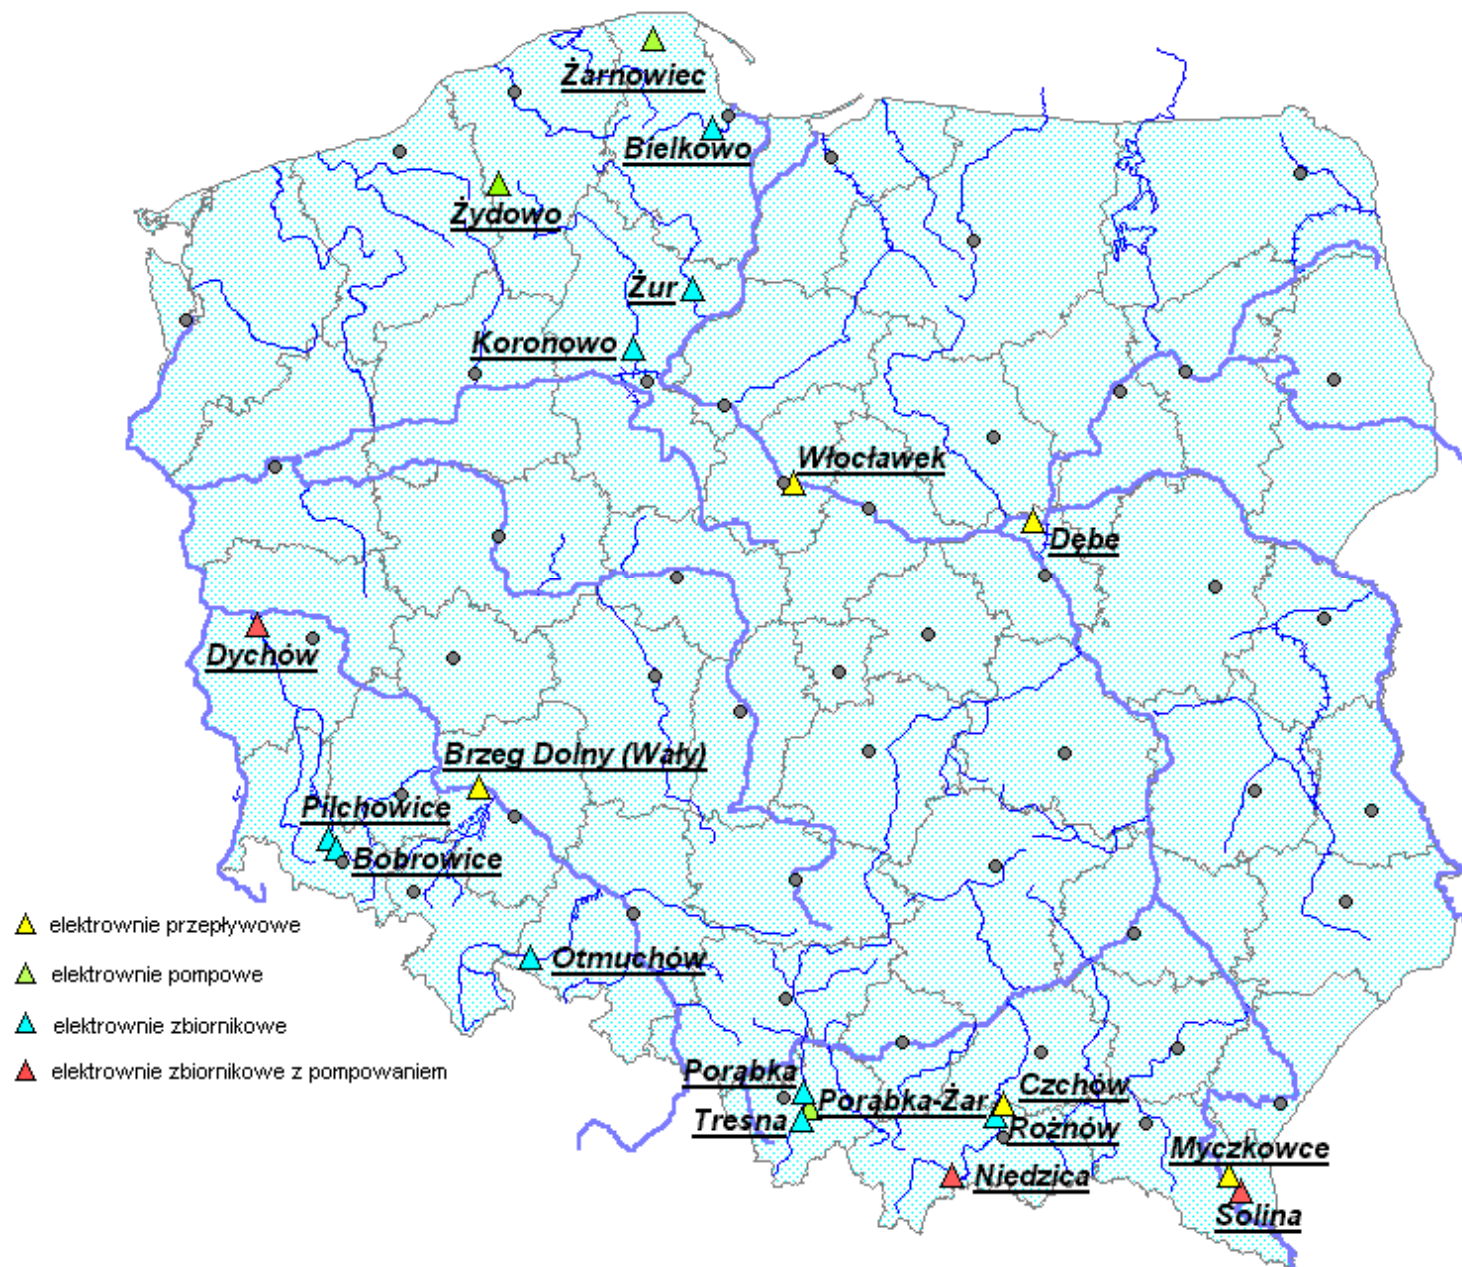 Żarnowiec
Bielkowo
Żydowo
Żur
Koronowo
Włocławek
Dębe
Dychów
Brzeg Dolny (Wały)
Pilchowice
Bobrowice
elektrownie przepływowe
Otmuchów
elektrownie pompowe
elektrownie zbiornikowe
elektrownie zbiornikowe z pompowaniem
Porąbka
Czchów
Porąbka-Żar
Tresna
Rożnów
Myczkowce
Niedzica
Solina